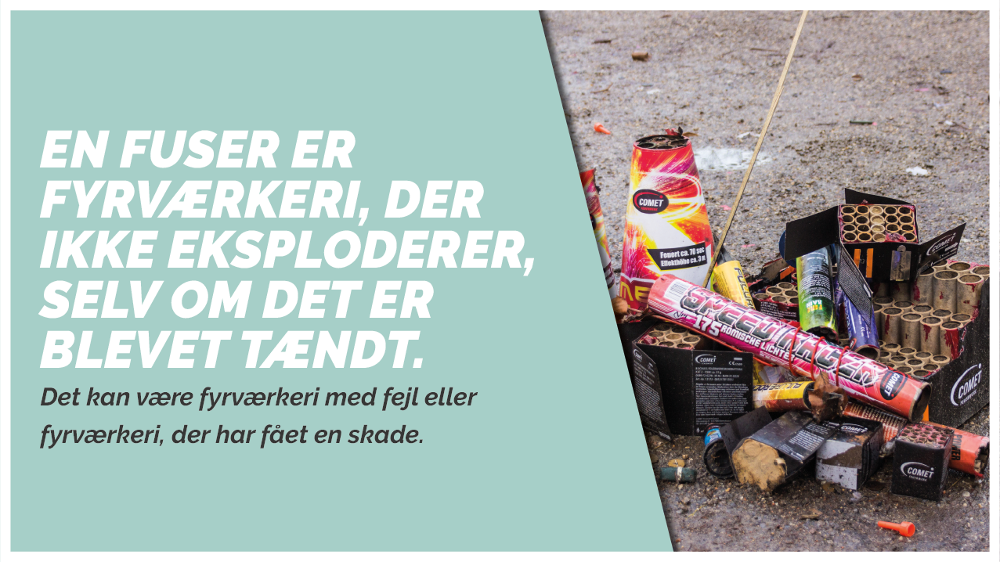 EN FUSER ER
FYRVÆRKERI, DER
IKKE EKSPLODERER,
SELV OM DET ER
BLEVET TÆNDT.
Det kan være fyrværkeri med fejl eller
fyrværkeri, der har fået en skade.
COMET
FEUERWERK
Feuert ca. 70 sec
Effekthöhe ca. 3 m
175 RÖMISCHE LICHTER
COMET
COMET
COMET
COMET
COMET
COMET
FEUERWERK